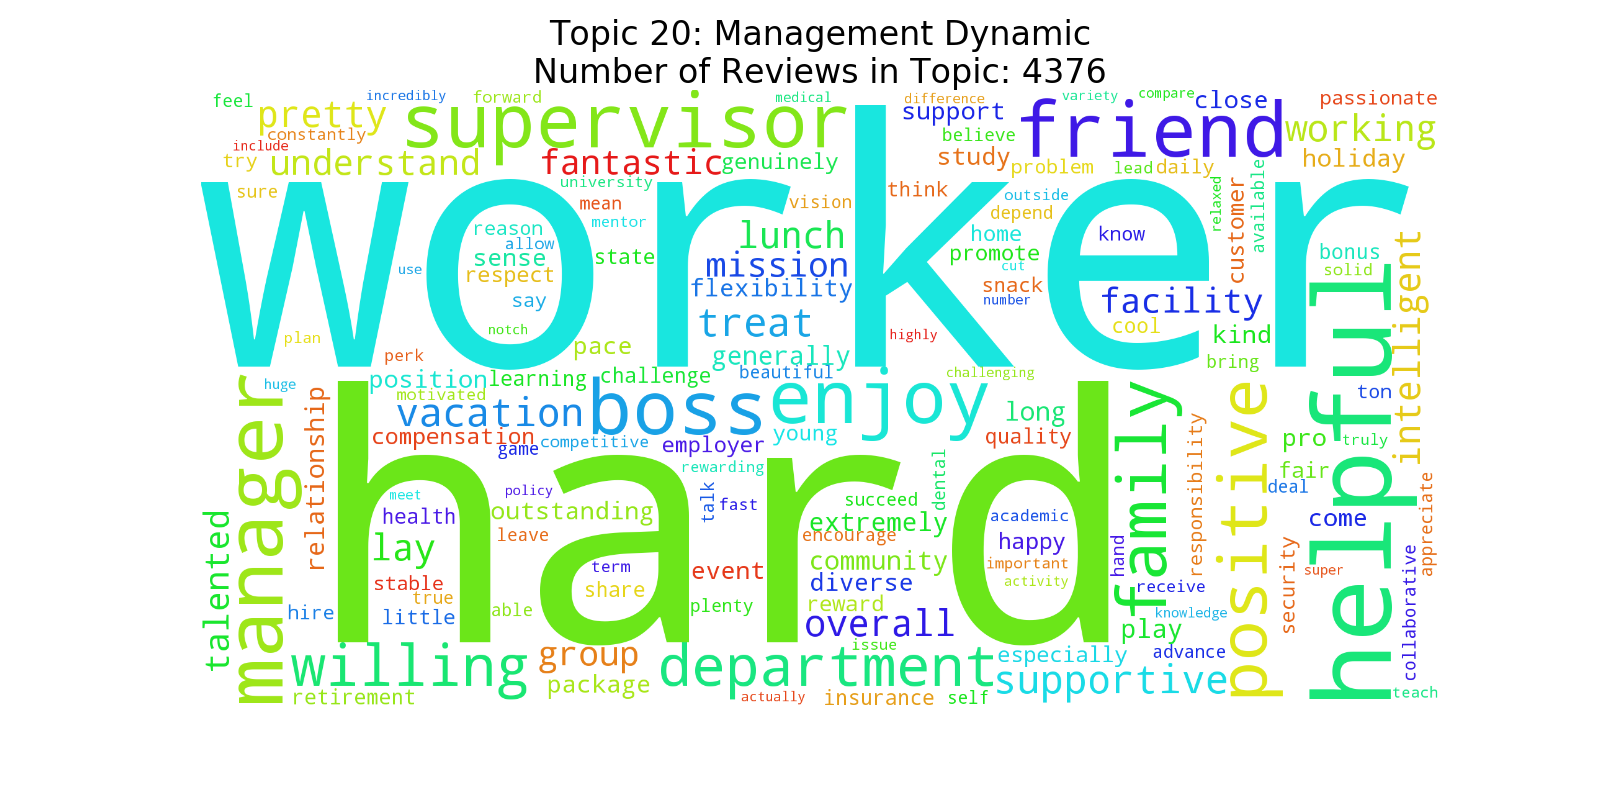 Topic 20: Management Dynamic
Number of Reviews in Topic: 4376
feel
incredibly
forward
medical
difference
variety
compare
close
passionate
pretty
supervisor
support
friend
working
constantly
include
believe
try
understand
fantastic
genuinely
study
problem
lead
daily
holiday
sure
university
think
outside
relaxed
available
customer
worker
mean
vision
depend
reason
mentor
lunch
home
know
allow
sense
state
promote
bonus
use
respect
mission
cut
solid
flexibility
snack
say
number
facility
intelligent
treat
cool
notch
highly
kind
plan
pace
generally
perk
bring
helpful
position
learning
challenge
beautiful
challenging
huge
motivated
enjoy
ton
manager
relationship
vacation
boss
long
family
positive
compensation
competitive
employer
young
quality
pro
truly
game
rewarding
fair
hard
responsibility
deal
meet
policy
talk
fast
succeed
dental
appreciate
health
outstanding
extremely
academic
come
talented
leave
encourage
happy
hand
security
lay
community
important
term
event
diverse
activity
super
collaborative
stable
share
receive
true
able
plenty
reward
knowledge
hire
little
overall
play
issue
willing
group
department
especially
advance
supportive
package
retirement
actually
insurance
self
teach